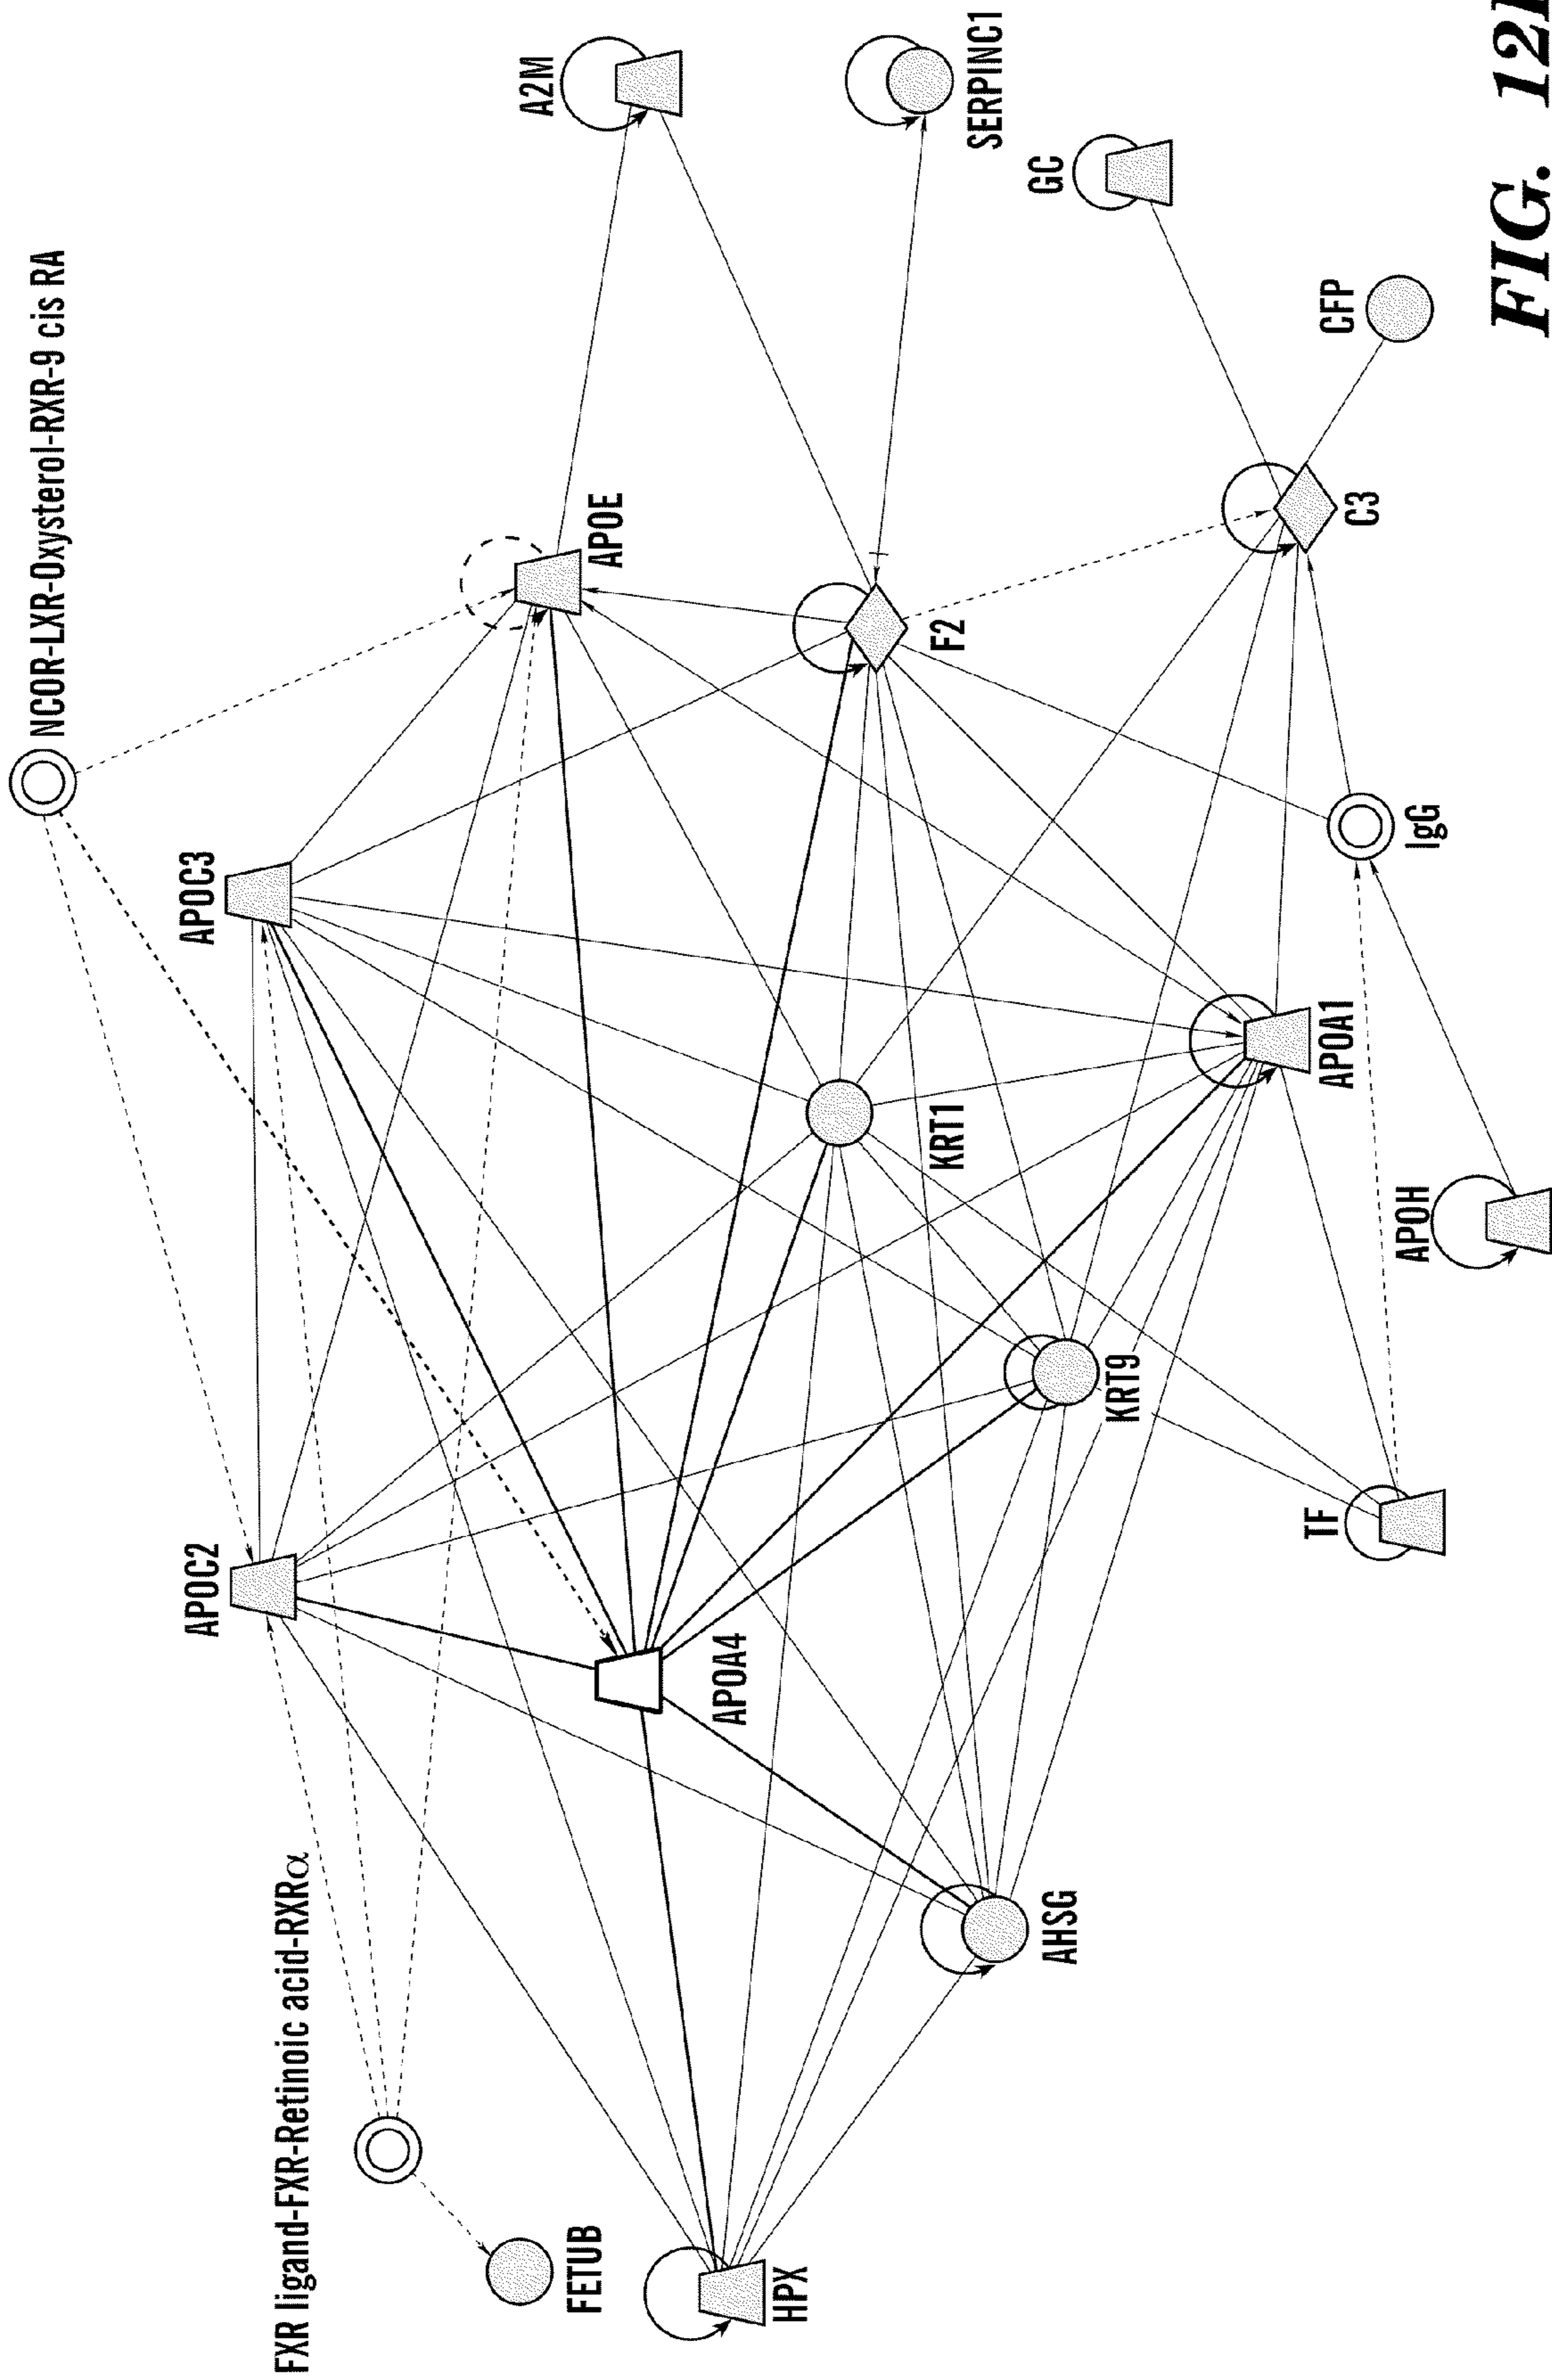 NCOR-LXR-Oxysterol-RXR-9 cis RA
APOC2
APOC3
FXR ligand-FXR-Retinoic acid-RXRα
A2M
FETUB
APOE
APOA4
HPX
KRT1
F2
SERPINC1
GC
AHSG
KRT9
TF
APOA1
CFP
C3
APOH
IgG
FIG. 12